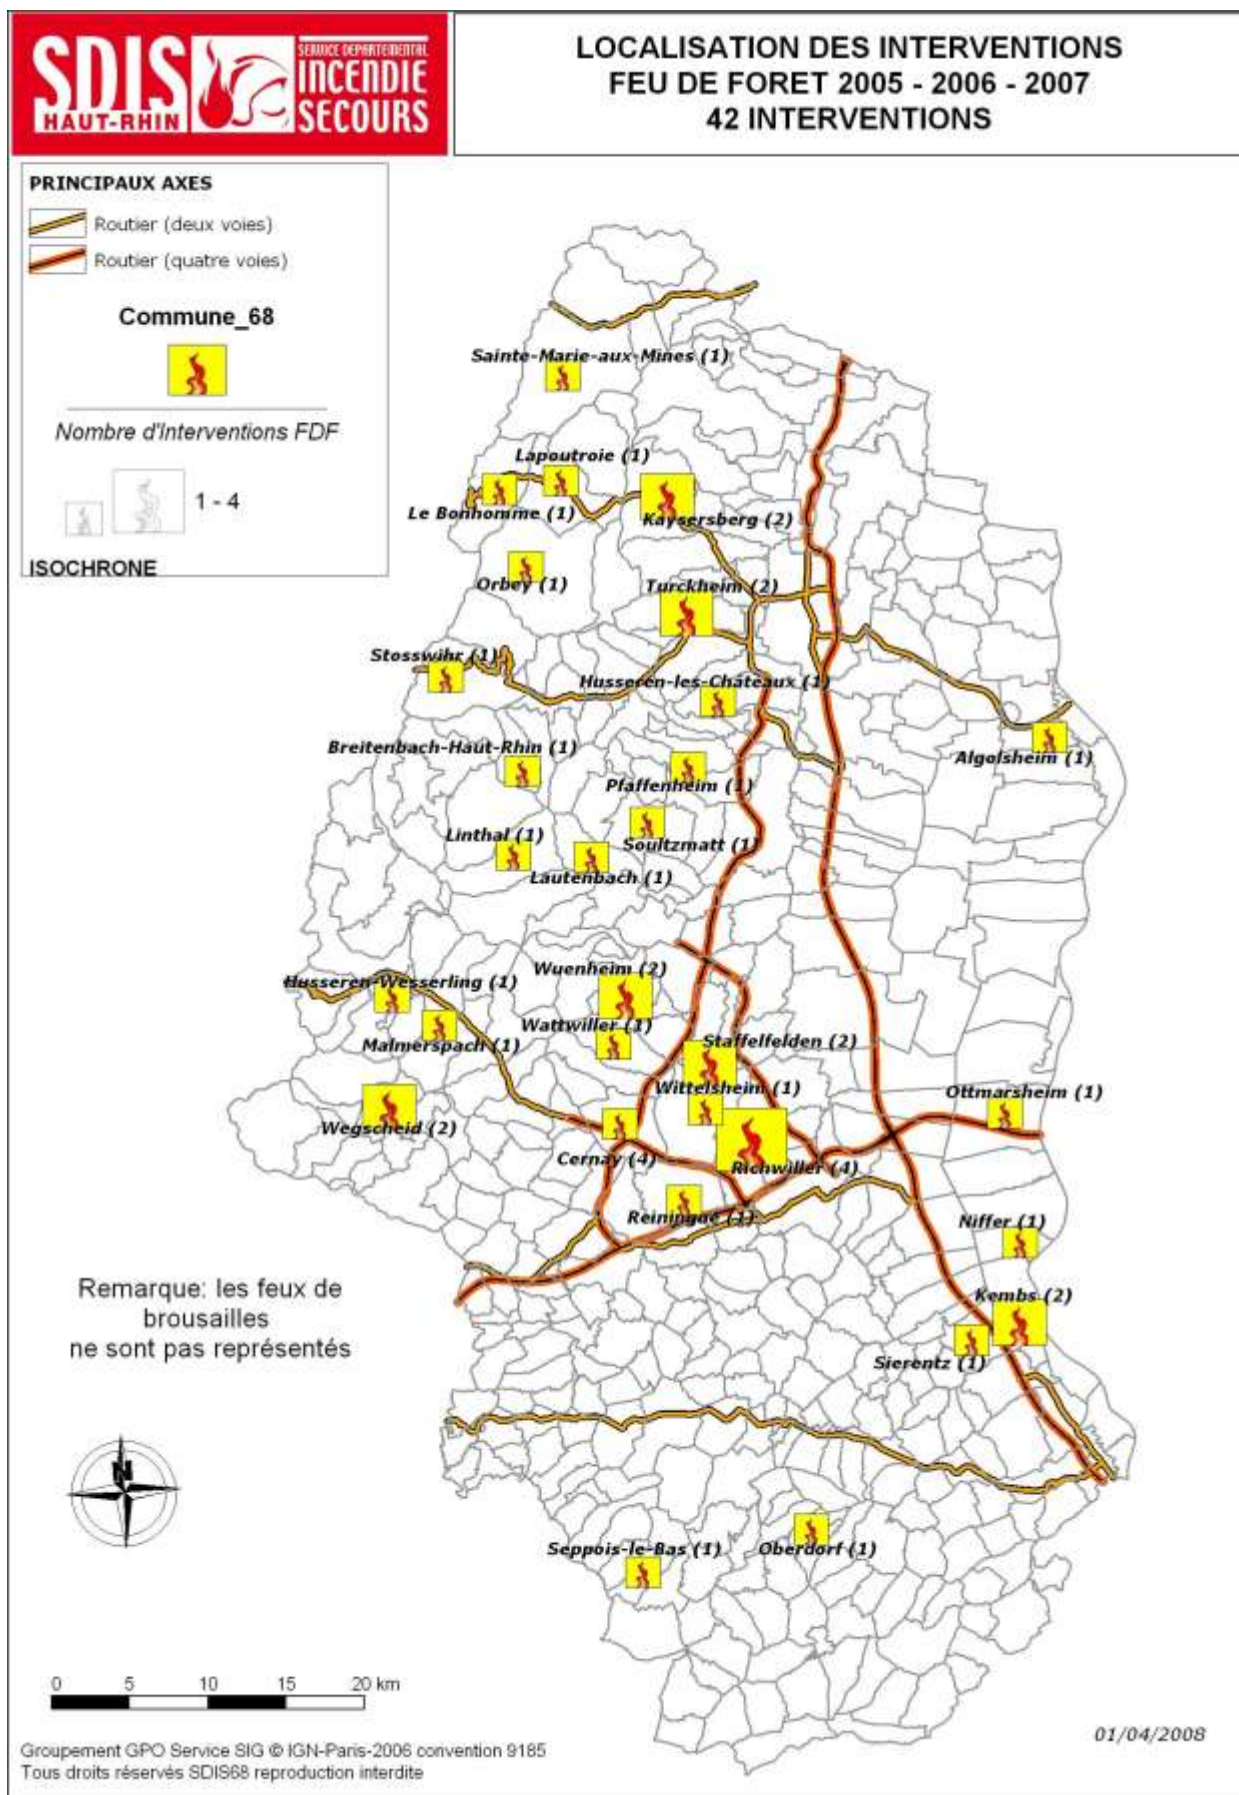 SDIS
HAUT-RHIN
SERVICE DEPARTEMENTAL
INCENDIE
SECOURS
LOCALISATION DES INTERVENTIONS
FEU DE FORET 2005 - 2006 - 2007
42 INTERVENTIONS
PRINCIPAUX AXES
Routier (deux voies)
Routier (quatre voies)
Commune_68
Nombre d'Interventions FDF
1 - 4
ISOCHRONE
Sainte-Marie-aux-Mines (1)
Lapoutroie (1)
Le Bonhomme (1)
Kaysersberg (2)
Orbey (1)
Turckheim (2)
Stosswihr (1)
Husseren-les-Châteaux (1)
Breitenbach-Haut-Rhin (1)
Algolsheim (1)
Pfaffenheim (1)
Linthal (1)
Soultzmatt (1)
Lautenbach (1)
Husseren-Wesserling (1)
Wuenheim (2)
Wattwiller (1)
Malmerspach (1)
Staffelfelden (2)
Wittelsheim (1)
Ottmarsheim (1)
Wegscheid (2)
Cernay (4)
Richwiller (4)
Reiningue (1)
Niffer (1)
Kembs (2)
Sierentz (1)
Remarque: les feux de
brousailles
ne sont pas représentés
N
Seppois-le-Bas (1)
Oberdorf (1)
0 5 10 15 20 km
01/04/2008
Groupement GPO Service SIG © IGN-Paris-2006 convention 9185
Tous droits réservés SDIS68 reproduction interdite